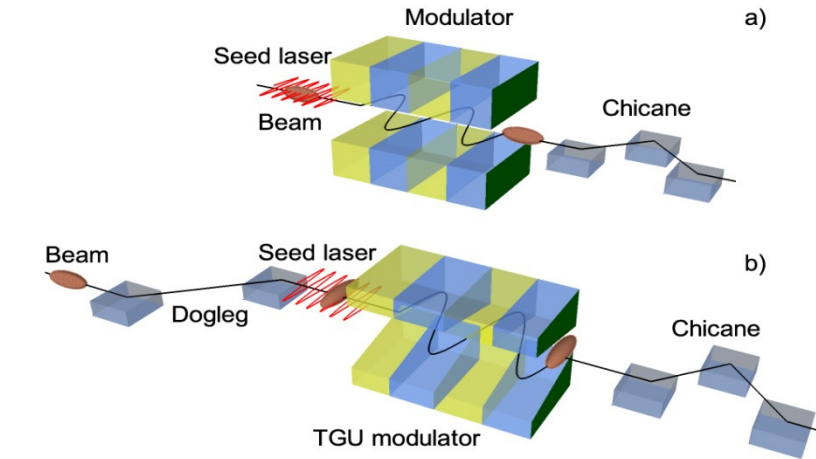 Modulator
a)
Seed laser
Beam
Chicane
Beam
Seed laser
b)
Dogleg
Chicane
TGU modulator